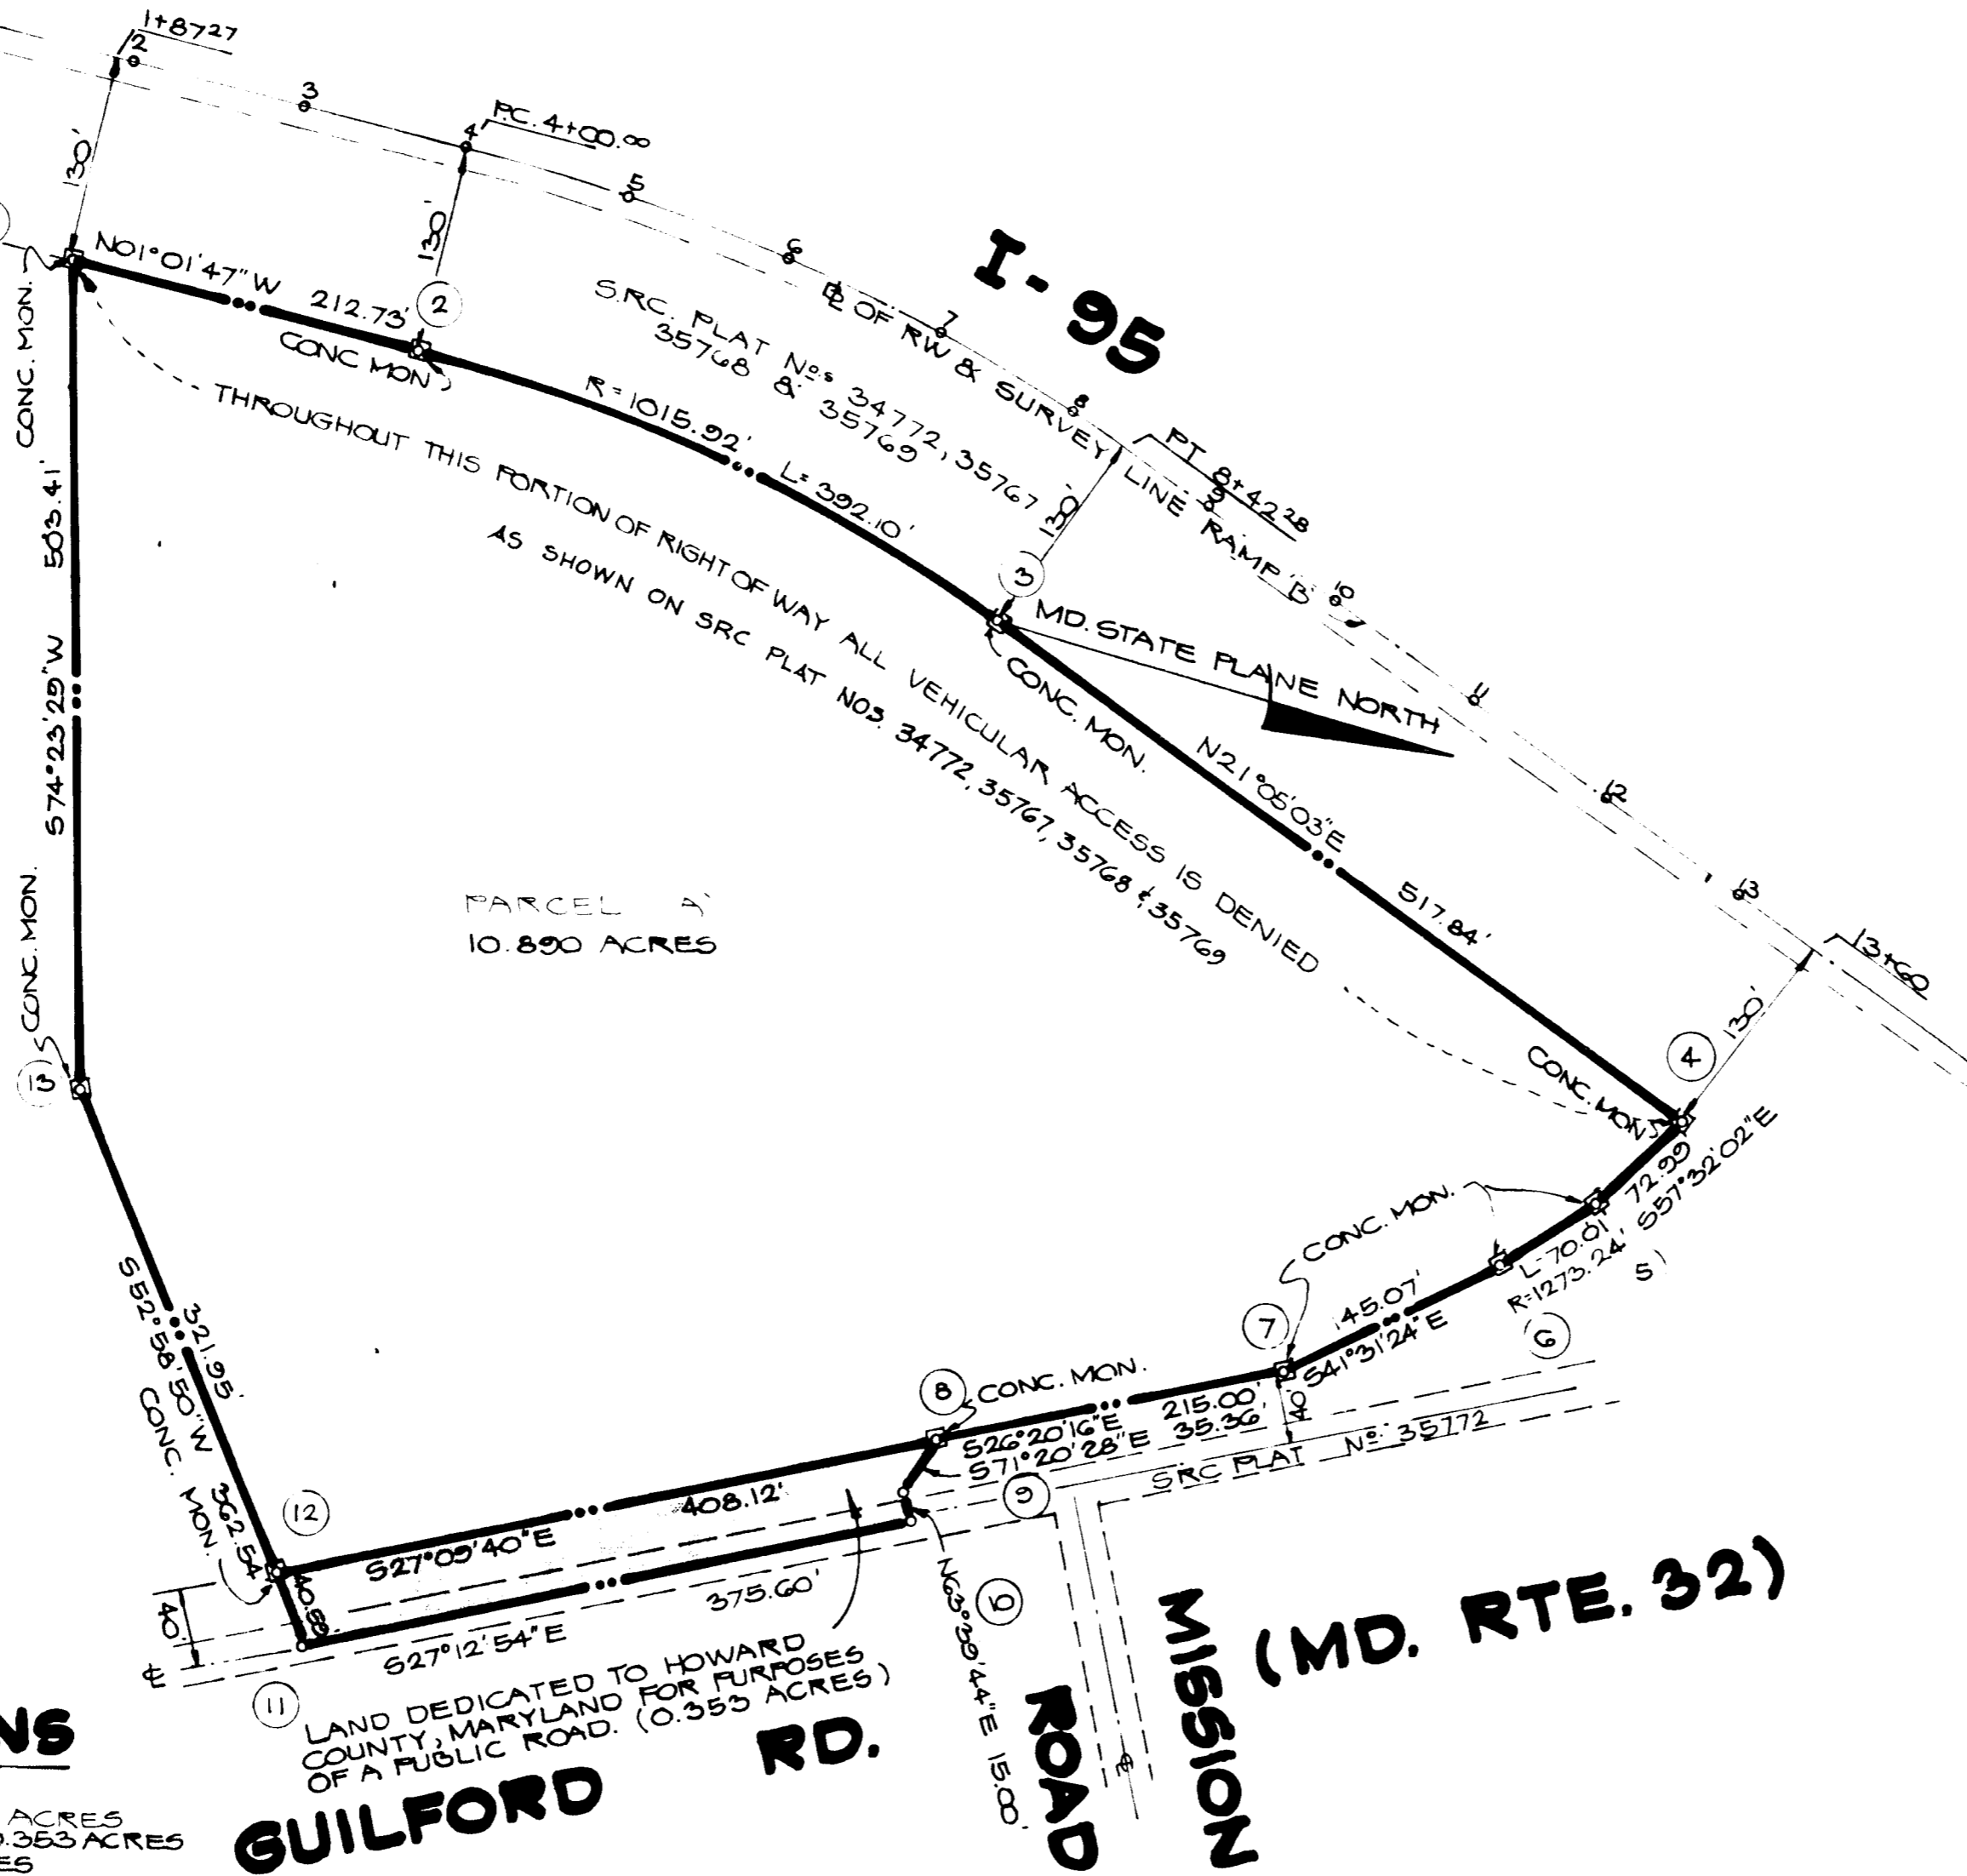 1+8727
2
3
4
P.C. 4+00.00
5
6
7
8
9
10
11
12
13
130'
130'
I-95
CONC. MON.
N01°01'47"W 212.73'
2
CONC MON
S.R.C. PLAT Nos 34772, 35767
35768 & 35769
℄ OF RW & SURVEY LINE RAMP 'B'
R=1015.92' L=392.10'
PT 8+4228
130'
THROUGHOUT THIS PORTION OF RIGHT OF WAY ALL VEHICULAR ACCESS IS DENIED
AS SHOWN ON SRC PLAT NOS. 34772, 35767, 35768 & 35769
3
CONC. MON.
MD. STATE PLANE NORTH
N21°05'03"E
517.84'
13+60
130'
4
CONC. MON
S74°23'29"W 503.41'
PARCEL 'A'
10.890 ACRES
CONC. MON.
13
72.99
S57°32'02"E
5
L=70.01
R=1273.24'
6
CONC. MON.
145.07'
S41°31'24"E
7
40
8
CONC. MON.
S26°20'16"E 215.00'
S71°20'28"E 35.36'
9
SRC PLAT Nº 35772
S52°58'50"W
321.95'
362.54
CONC. MON.
12
40.59
S27°09'40"E
408.12'
375.60'
S27°12'54"E
40'
℄
11
N63°39'44"E 15.00'
10
LAND DEDICATED TO HOWARD
COUNTY, MARYLAND FOR PURPOSES
OF A PUBLIC ROAD. (0.353 ACRES)
GUILFORD RD.
(MD. RTE. 32)
MISSION
ROAD
℄
NS
ACRES
0.353 ACRES
ES